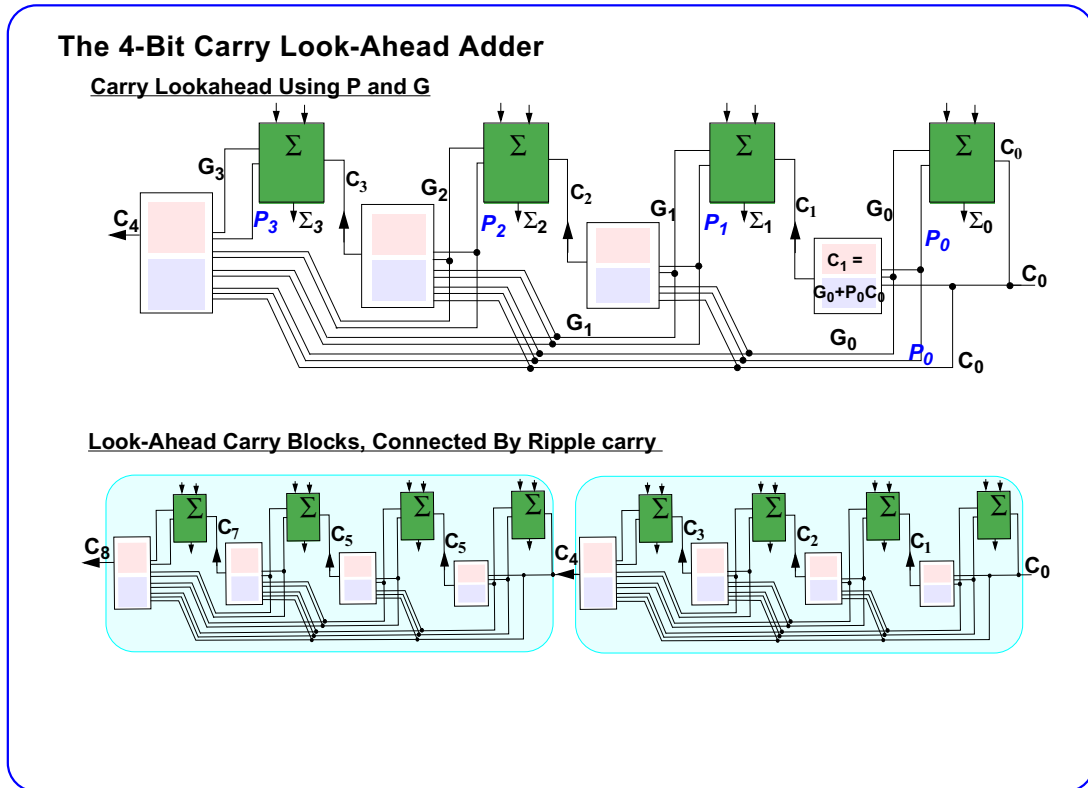 The 4-Bit Carry Look-Ahead Adder
Carry Lookahead Using P and G
Σ Σ Σ Σ
G3 C3 G2 C2 G1 C1 G0 C0
C4 P3 Σ3 P2 Σ2 P1 Σ1 P0 Σ0
C1 =
G0+P0C0
C0
G1 G0 P0 C0
Look-Ahead Carry Blocks, Connected By Ripple carry
Σ Σ Σ Σ Σ Σ Σ Σ
C8 C7 C5 C5 C4 C3 C2 C1 C0